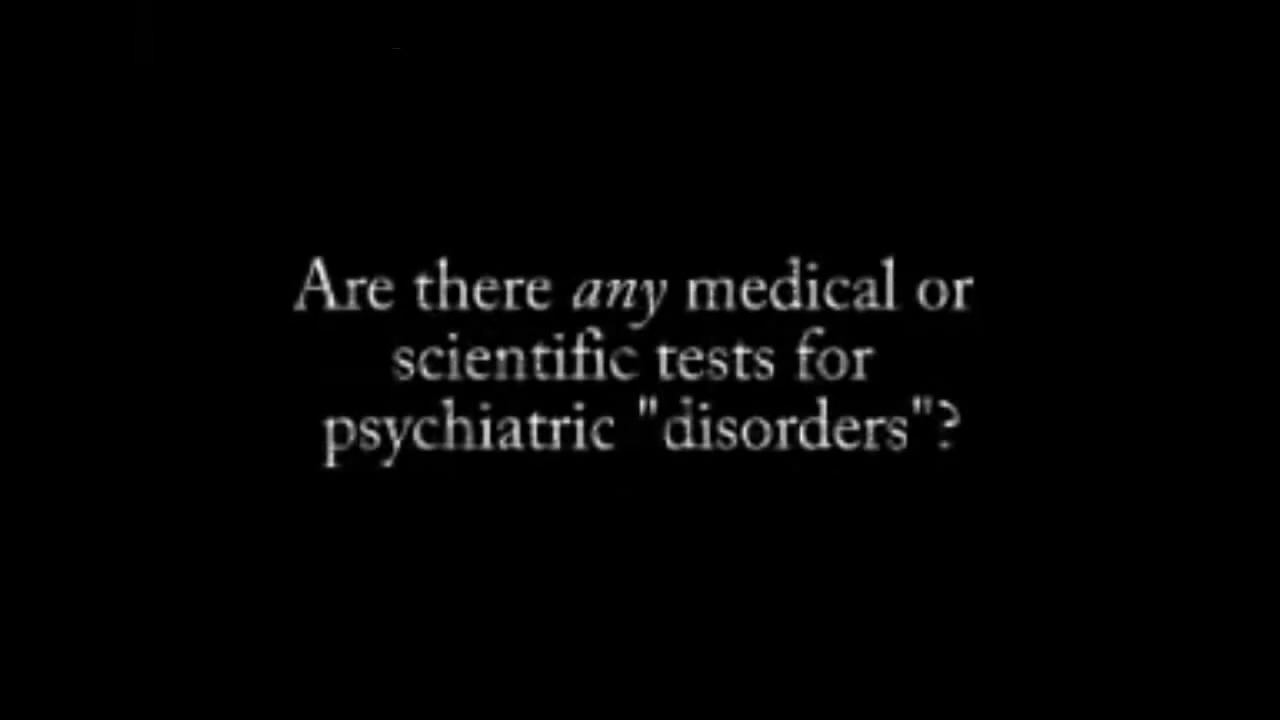 Are there any medical or
scientific tests for
psychiatric "disorders"?